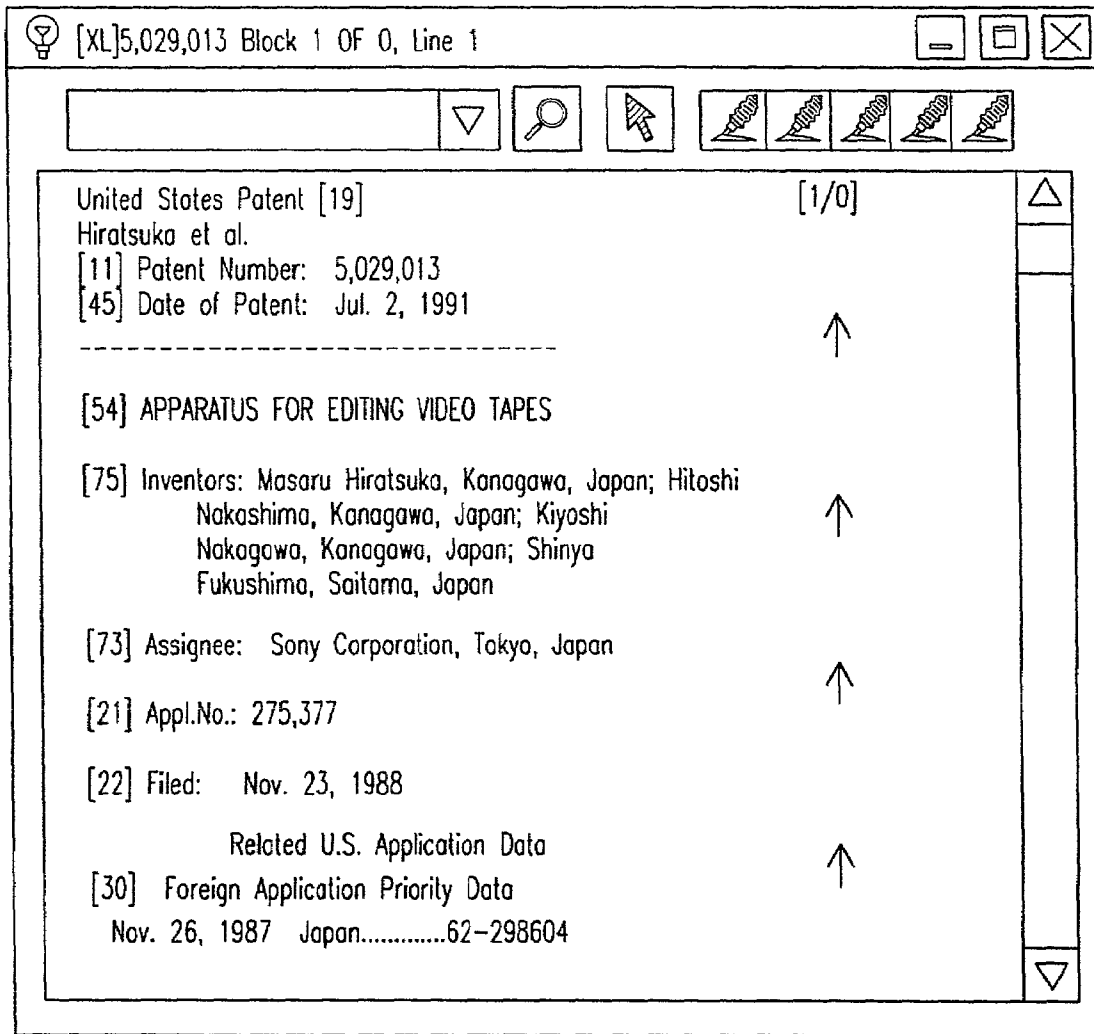 [XL]5,029,013 Block 1 OF 0, Line 1
United States Patent [19] [1/0]
Hiratsuka et al.
[11] Patent Number: 5,029,013
[45] Date of Patent: Jul. 2, 1991
--------------------------------
[54] APPARATUS FOR EDITING VIDEO TAPES
[75] Inventors: Masaru Hiratsuka, Kanagawa, Japan; Hitoshi
Nakashima, Kanagawa, Japan; Kiyoshi
Nakagawa, Kanagawa, Japan; Shinya
Fukushima, Saitama, Japan
[73] Assignee: Sony Corporation, Tokyo, Japan
[21] Appl.No.: 275,377
[22] Filed: Nov. 23, 1988
Related U.S. Application Data
[30] Foreign Application Priority Data
Nov. 26, 1987 Japan.............62-298604